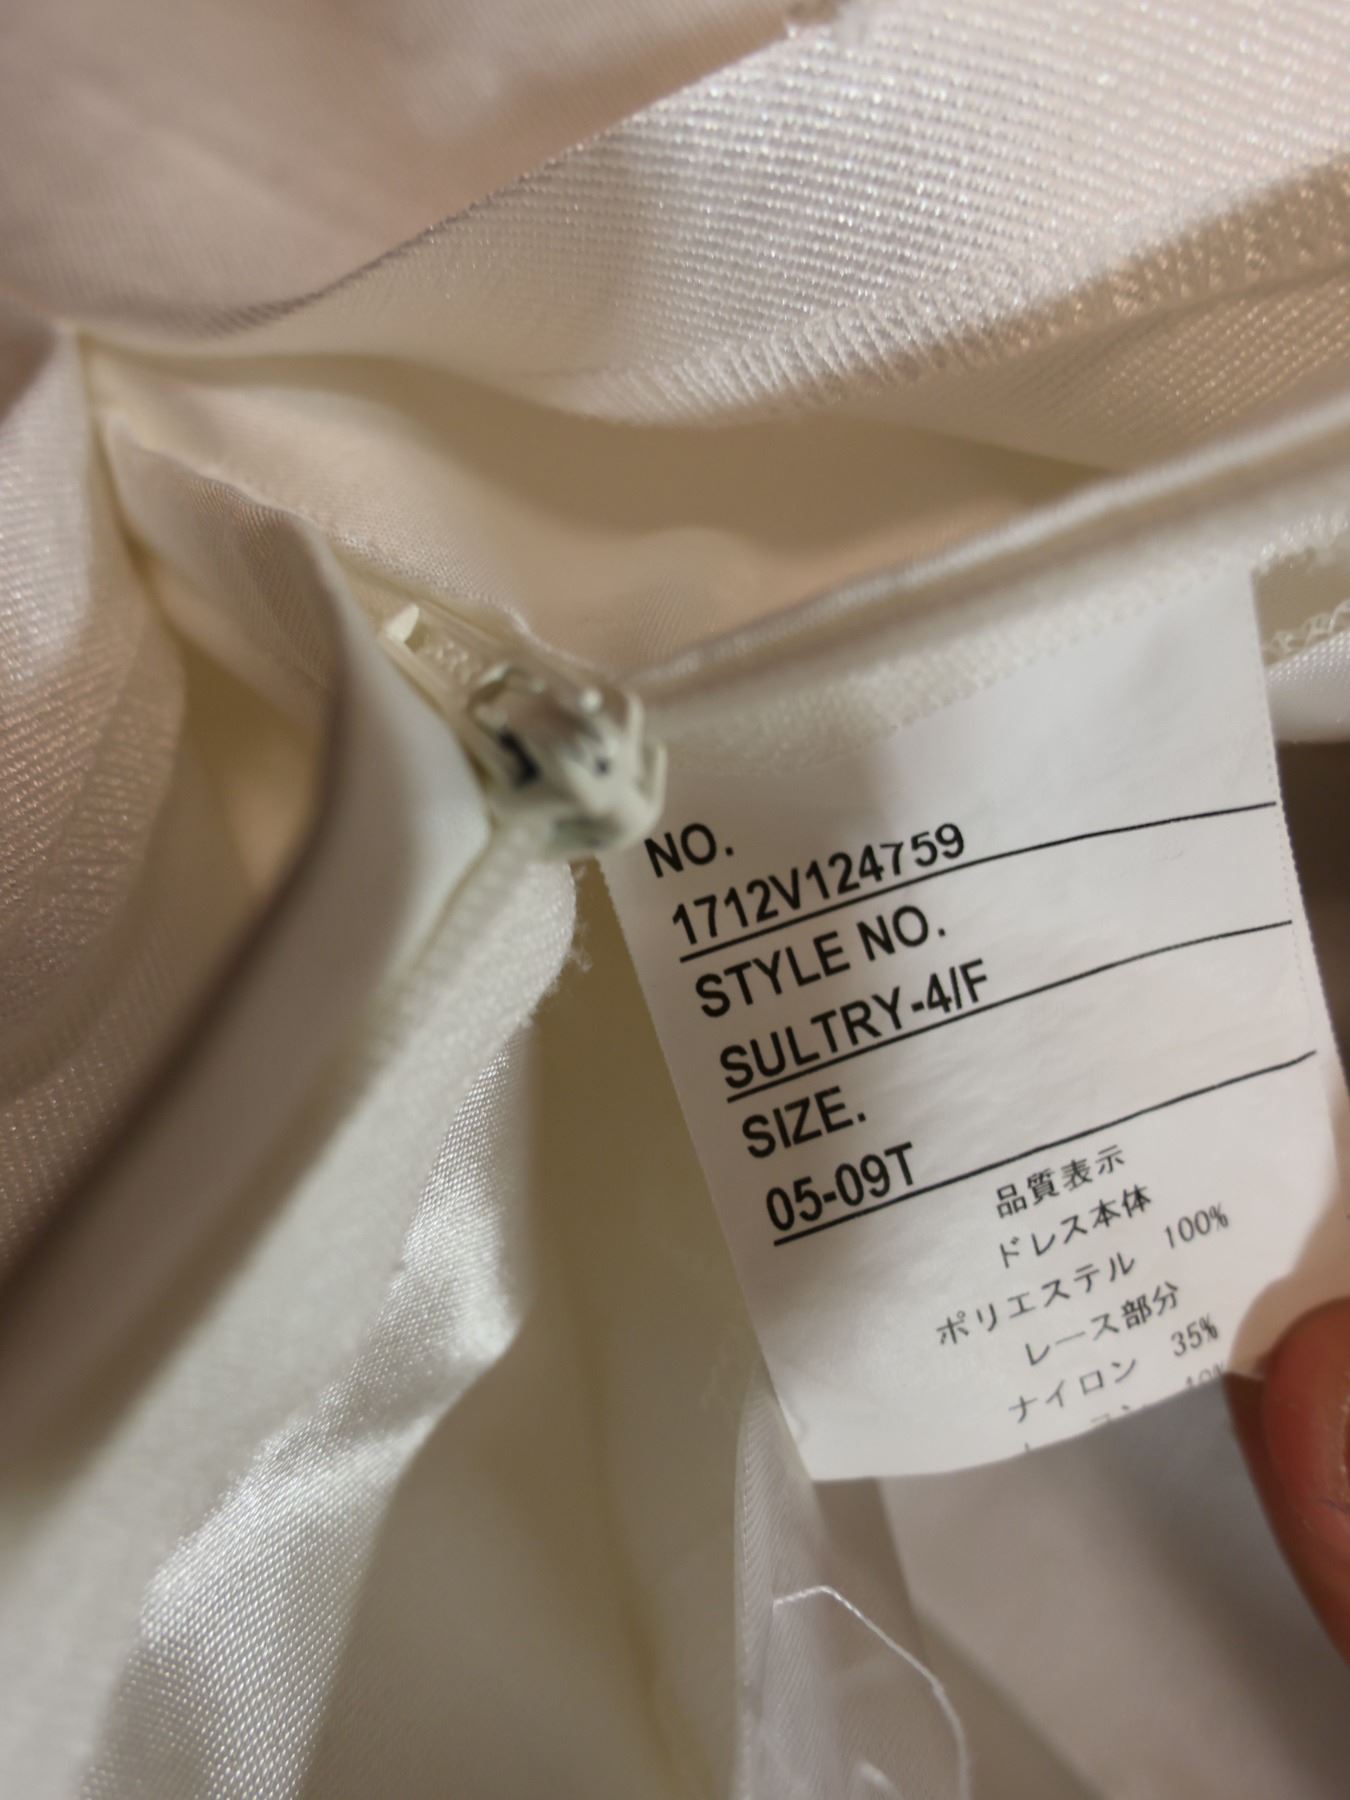 NO.
1712V124759
STYLE NO.
SULTRY-4/F
SIZE.
05-09T
品質表示
ドレス本体
ポリエステル 100%
レース部分
ナイロン 35%